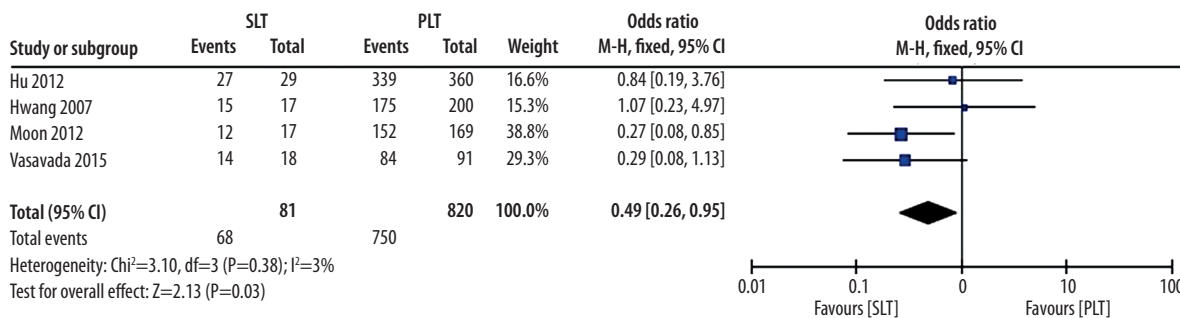 SLT PLT Odds ratio Odds ratio
Study or subgroup Events Total Events Total Weight M-H, fixed, 95% CI M-H, fixed, 95% CI
Hu 2012 27 29 339 360 16.6% 0.84 [0.19, 3.76]
Hwang 2007 15 17 175 200 15.3% 1.07 [0.23, 4.97]
Moon 2012 12 17 152 169 38.8% 0.27 [0.08, 0.85]
Vasavada 2015 14 18 84 91 29.3% 0.29 [0.08, 1.13]
Total (95% CI) 81 820 100.0% 0.49 [0.26, 0.95]
Total events 68 750
Heterogeneity: Chi²=3.10, df=3 (P=0.38); I²=3%
Test for overall effect: Z=2.13 (P=0.03)
0.01 0.1 0 10 100
Favours [SLT] Favours [PLT]